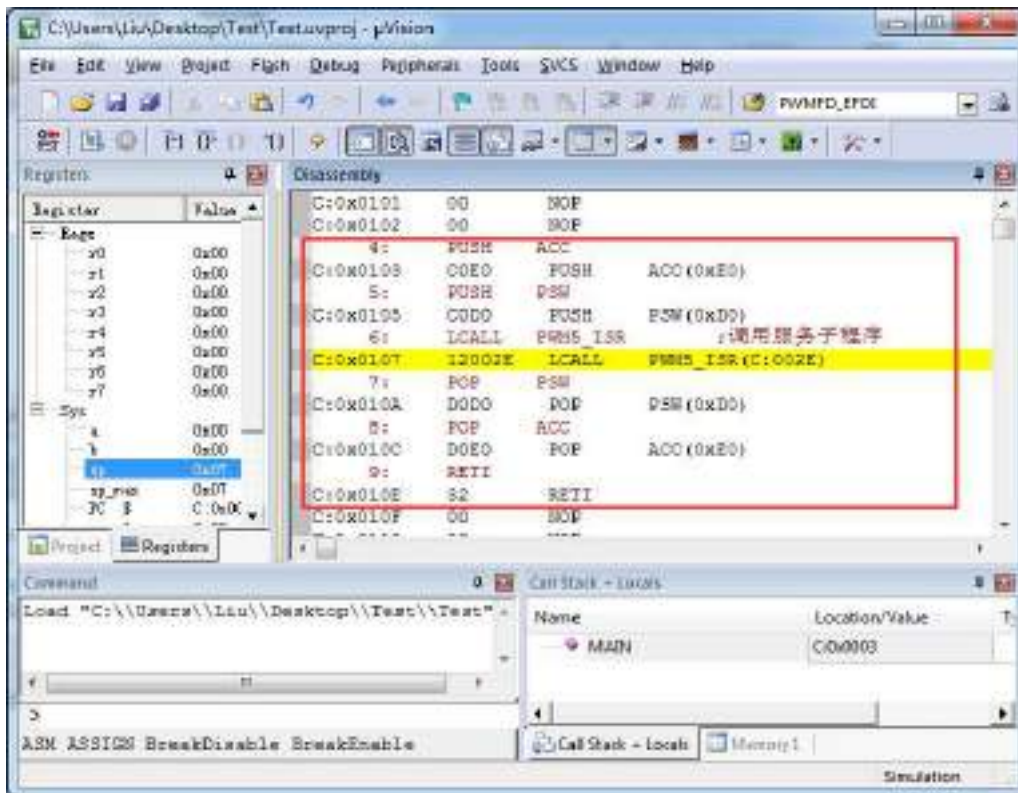 C:\Users\Liu\Desktop\Test\Test.uvproj - µVision
File Edit View Project Flash Debug Peripherals Tools SVCS Window Help
PWMFD_EFDI
Registers
Register Value
Regs
r0 0x00
r1 0x00
r2 0x00
r3 0x00
r4 0x00
r5 0x00
r6 0x00
r7 0x00
Sys
a 0x00
b 0x00
sp 0x07
sp_max 0x07
PC $
Project Registers
Disassembly
C:0x0101 00 NOP
C:0x0102 00 NOP
4: PUSH ACC
C:0x0103 C0E0 PUSH ACC(0xE0)
5: PUSH PSW
C:0x0105 C0D0 PUSH PSW(0xD0)
6: LCALL PWM5_ISR ;调用服务子程序
C:0x0107 12002E LCALL PWM5_ISR(C:002E)
7: POP PSW
C:0x010A D0D0 POP PSW(0xD0)
8: POP ACC
C:0x010C D0E0 POP ACC(0xE0)
9: RETI
C:0x010E 32 RETI
C:0x010F 00 NOP
Command
Load "C:\\Users\\Liu\\Desktop\\Test\\Test"
>
ASM ASSIGN BreakDisable BreakEnable
Call Stack + Locals
Name Location/Value
MAIN C:0x0003
Call Stack + Locals Memory 1
Simulation